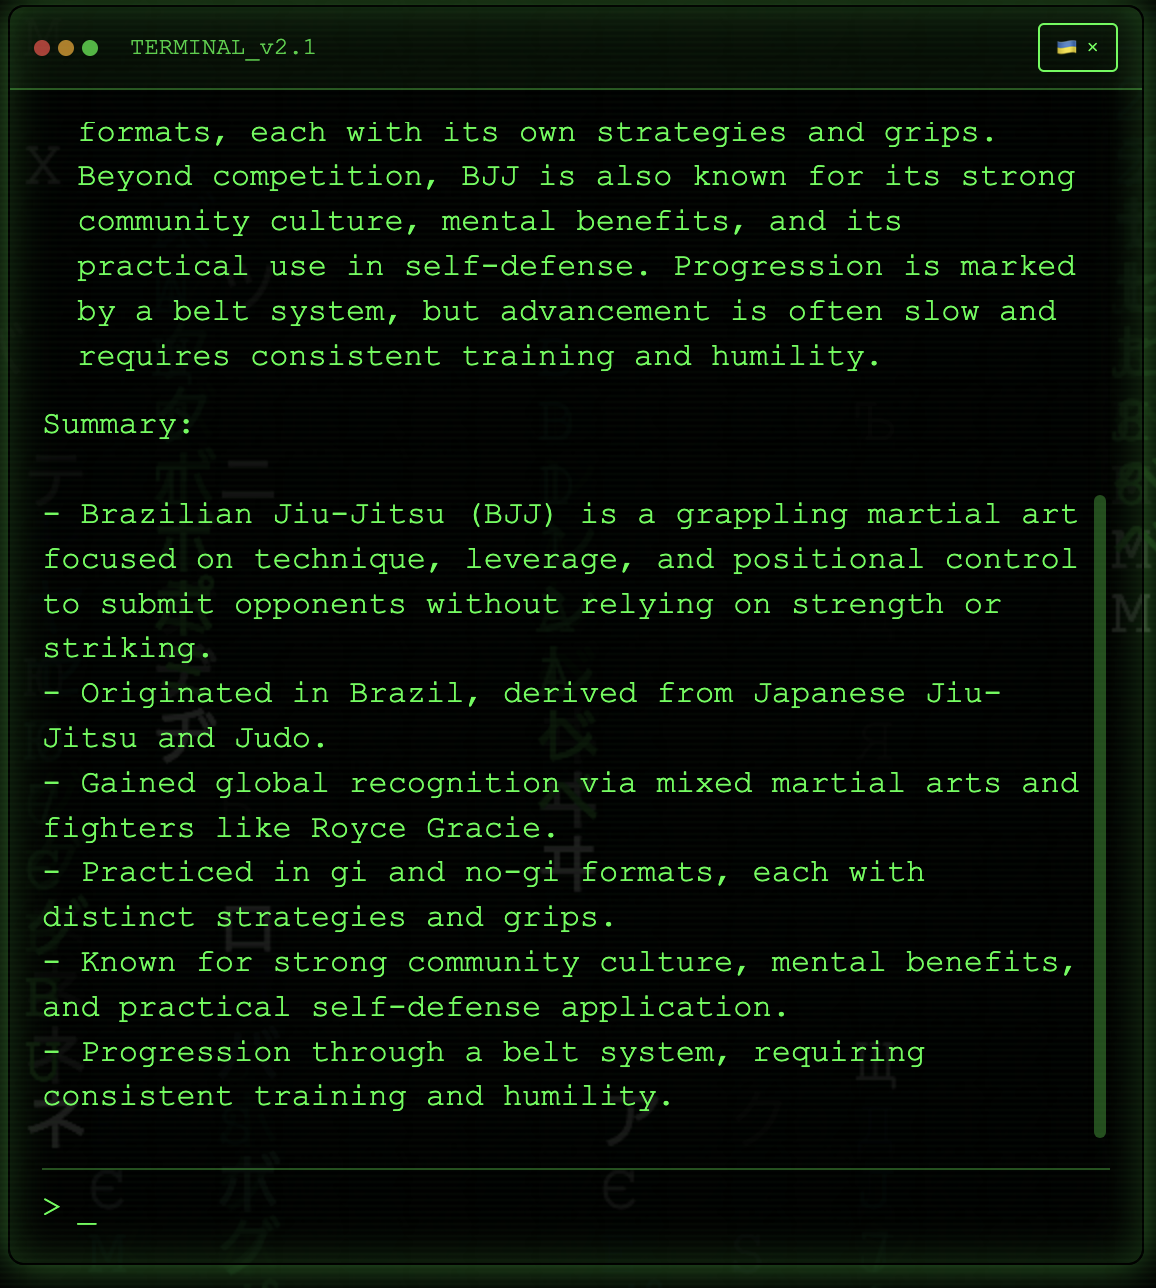 TERMINAL_v2.1
×
formats, each with its own strategies and grips.
Beyond competition, BJJ is also known for its strong
community culture, mental benefits, and its
practical use in self-defense. Progression is marked
by a belt system, but advancement is often slow and
requires consistent training and humility.
Summary:
- Brazilian Jiu-Jitsu (BJJ) is a grappling martial art
focused on technique, leverage, and positional control
to submit opponents without relying on strength or
striking.
- Originated in Brazil, derived from Japanese Jiu-
Jitsu and Judo.
- Gained global recognition via mixed martial arts and
fighters like Royce Gracie.
- Practiced in gi and no-gi formats, each with
distinct strategies and grips.
- Known for strong community culture, mental benefits,
and practical self-defense application.
- Progression through a belt system, requiring
consistent training and humility.
> _